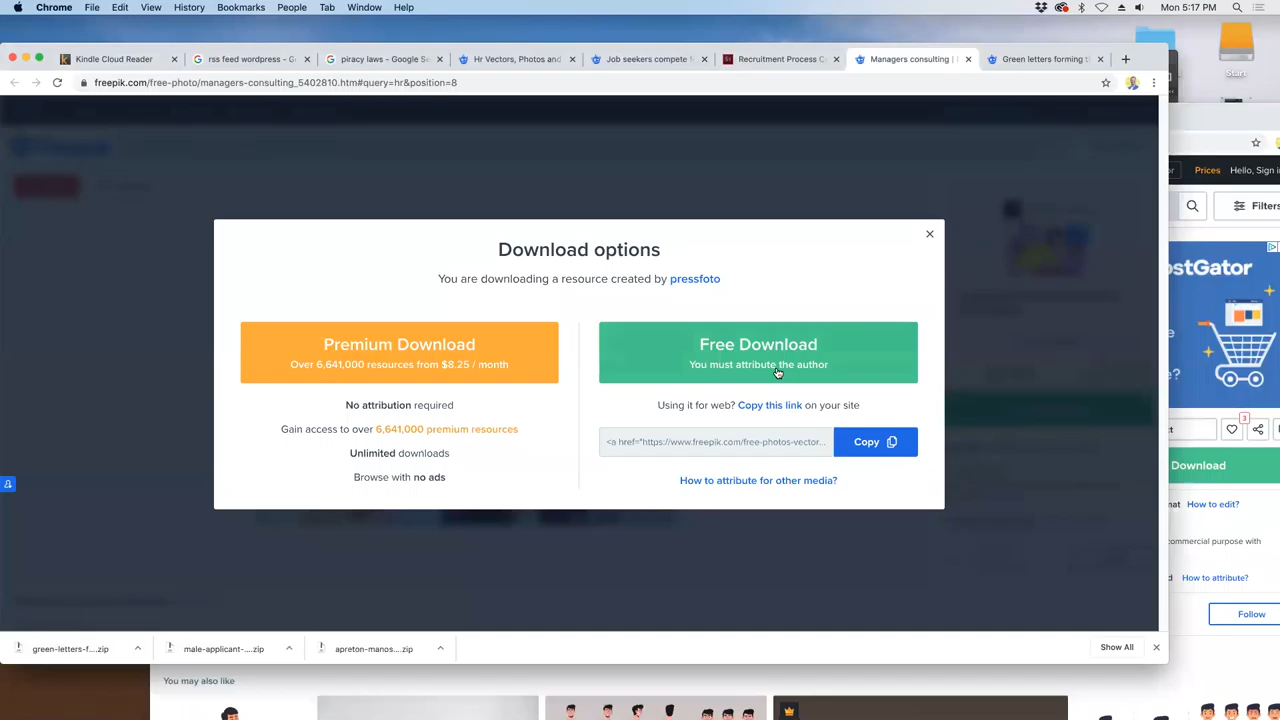 Chrome File Edit View History Bookmarks People Tab Window Help
Mon 5:17 PM
Kindle Cloud Reader
rss feed wordpress - G
piracy laws - Google Se
Hr Vectors, Photos and
Job seekers compete
Recruitment Process C
Managers consulting |
Green letters forming t
Start
freepik.com/free-photo/managers-consulting_5402810.htm#query=hr&position=8
Prices
Hello, Sign i
Filters
Download options
You are downloading a resource created by pressfoto
Premium Download
Over 6,641,000 resources from $8.25 / month
No attribution required
Gain access to over 6,641,000 premium resources
Unlimited downloads
Browse with no ads
Free Download
You must attribute the author
Using it for web? Copy this link on your site
<a href="https://www.freepik.com/free-photos-vector...
Copy
How to attribute for other media?
ostGator
3
Download
How to edit?
commercial purpose with
How to attribute?
Follow
green-letters-f....zip
male-applicant-....zip
apreton-manos....zip
Show All
You may also like